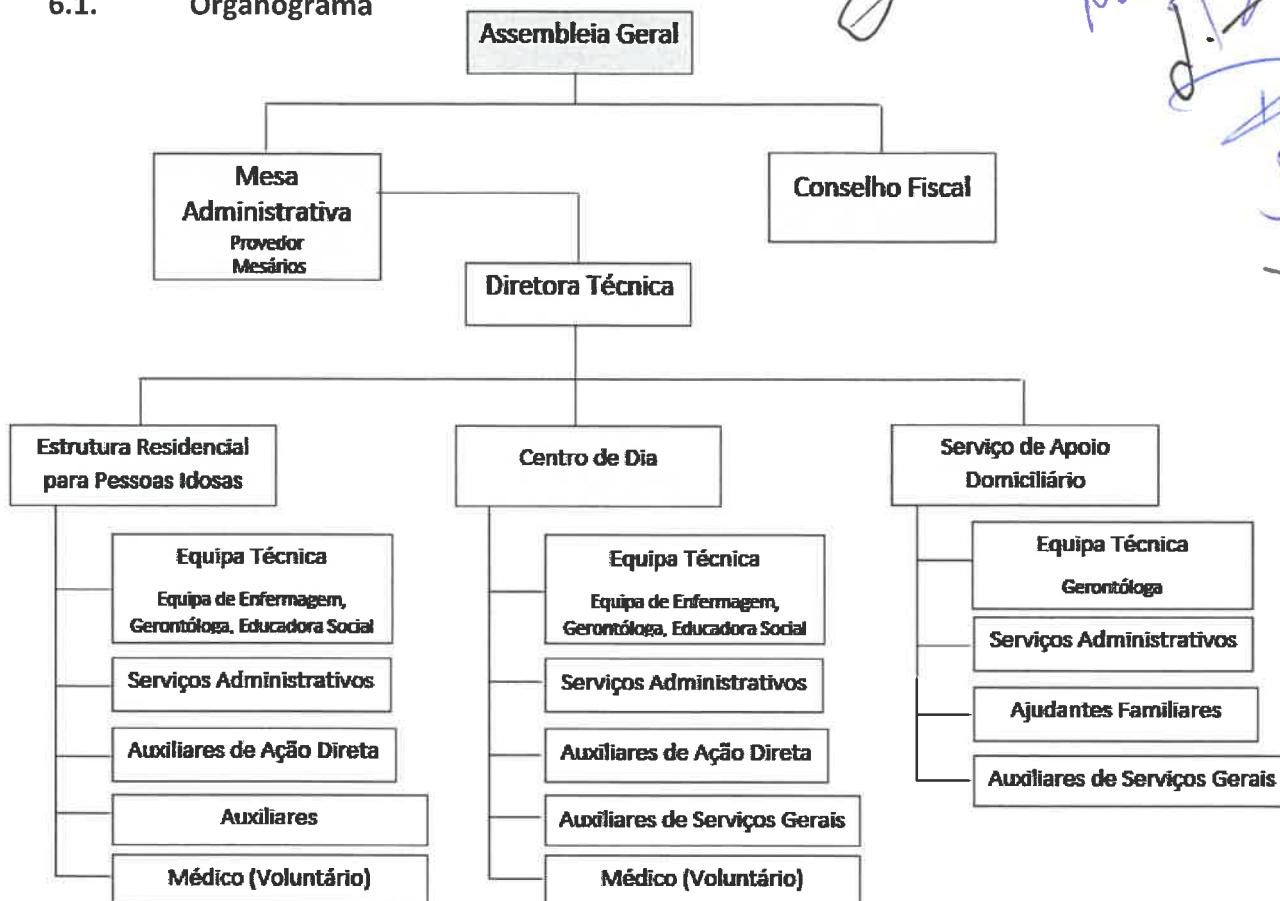 6.1. Organograma
Assembleia Geral
Mesa
Administrativa
Provedor
Mesários
Conselho Fiscal
Diretora Técnica
Estrutura Residencial
para Pessoas Idosas
Equipa Técnica
Equipa de Enfermagem,
Gerontóloga, Educadora Social
Serviços Administrativos
Auxiliares de Ação Direta
Auxiliares
Médico (Voluntário)
Centro de Dia
Equipa Técnica
Equipa de Enfermagem,
Gerontóloga, Educadora Social
Serviços Administrativos
Auxiliares de Ação Direta
Auxiliares de Serviços Gerais
Médico (Voluntário)
Serviço de Apoio
Domiciliário
Equipa Técnica
Gerontóloga
Serviços Administrativos
Ajudantes Familiares
Auxiliares de Serviços Gerais